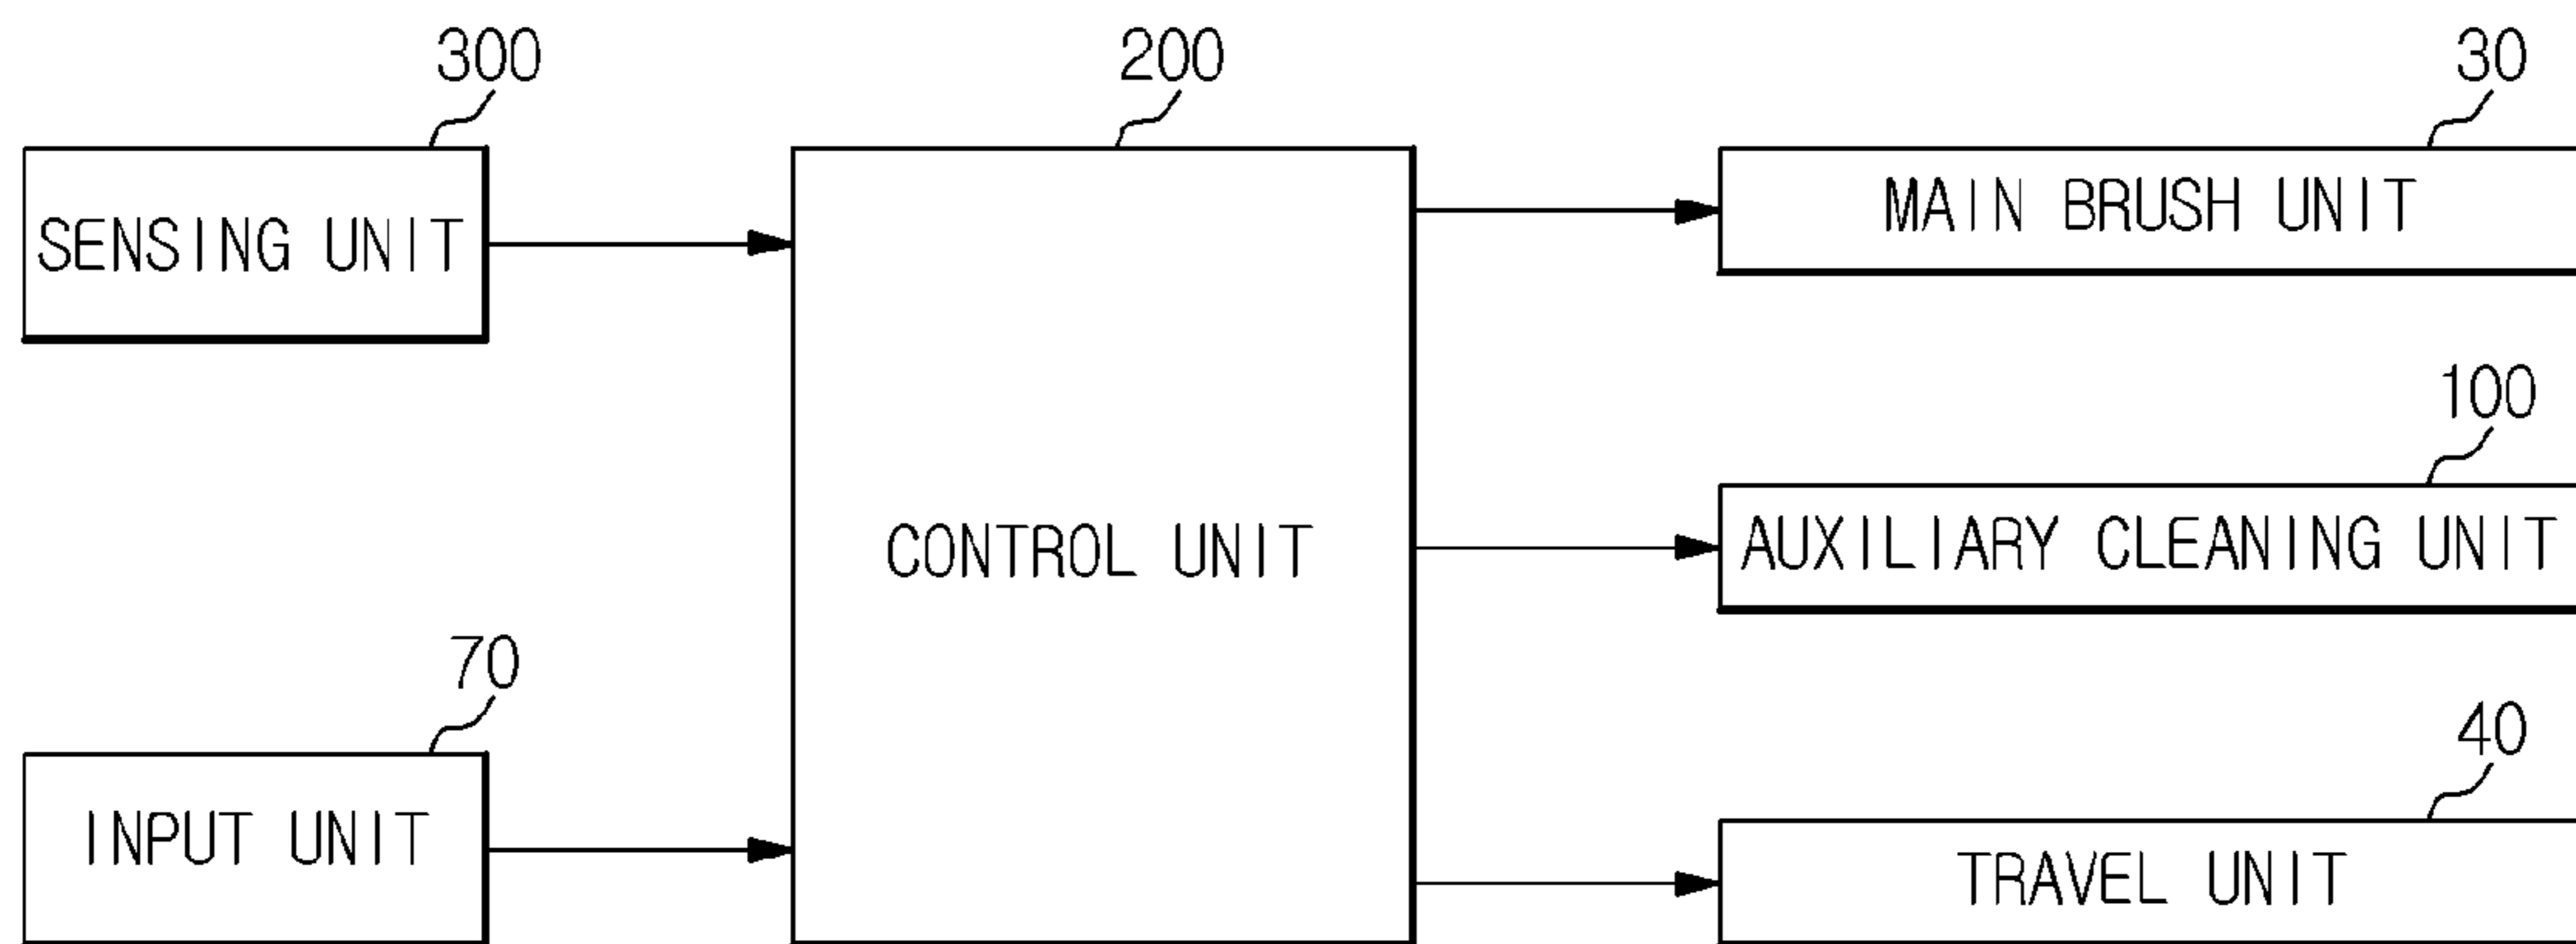 300
200
30
SENSING UNIT
MAIN BRUSH UNIT
100
CONTROL UNIT
AUXILIARY CLEANING UNIT
70
40
INPUT UNIT
TRAVEL UNIT